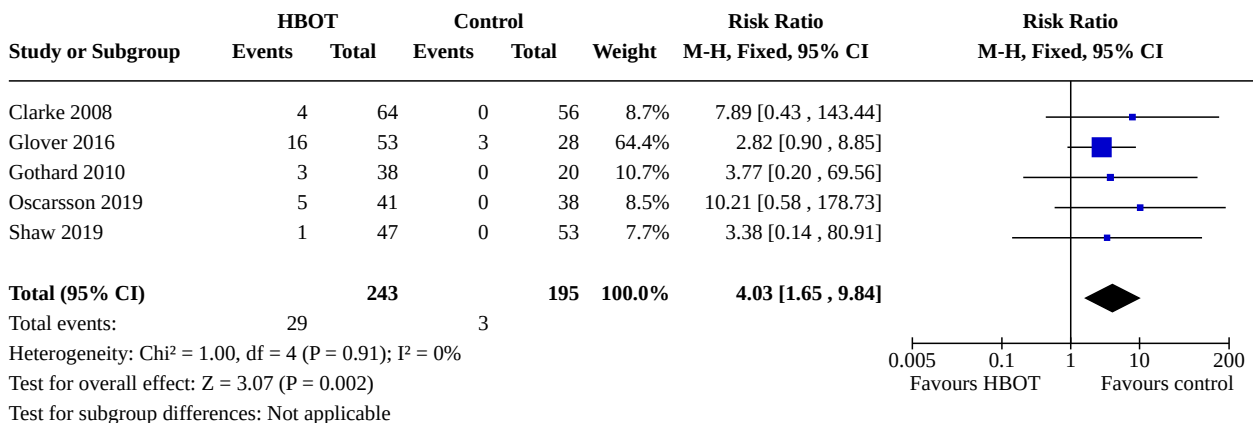 HBOT Control Risk Ratio Risk Ratio
Study or Subgroup Events Total Events Total Weight M-H, Fixed, 95% CI M-H, Fixed, 95% CI
Clarke 2008 4 64 0 56 8.7% 7.89 [0.43 , 143.44]
Glover 2016 16 53 3 28 64.4% 2.82 [0.90 , 8.85]
Gothard 2010 3 38 0 20 10.7% 3.77 [0.20 , 69.56]
Oscarsson 2019 5 41 0 38 8.5% 10.21 [0.58 , 178.73]
Shaw 2019 1 47 0 53 7.7% 3.38 [0.14 , 80.91]
Total (95% CI) 243 195 100.0% 4.03 [1.65 , 9.84]
Total events: 29 3
Heterogeneity: Chi² = 1.00, df = 4 (P = 0.91); I² = 0%
0.005 0.1 1 10 200
Test for overall effect: Z = 3.07 (P = 0.002)
Favours HBOT Favours control
Test for subgroup differences: Not applicable